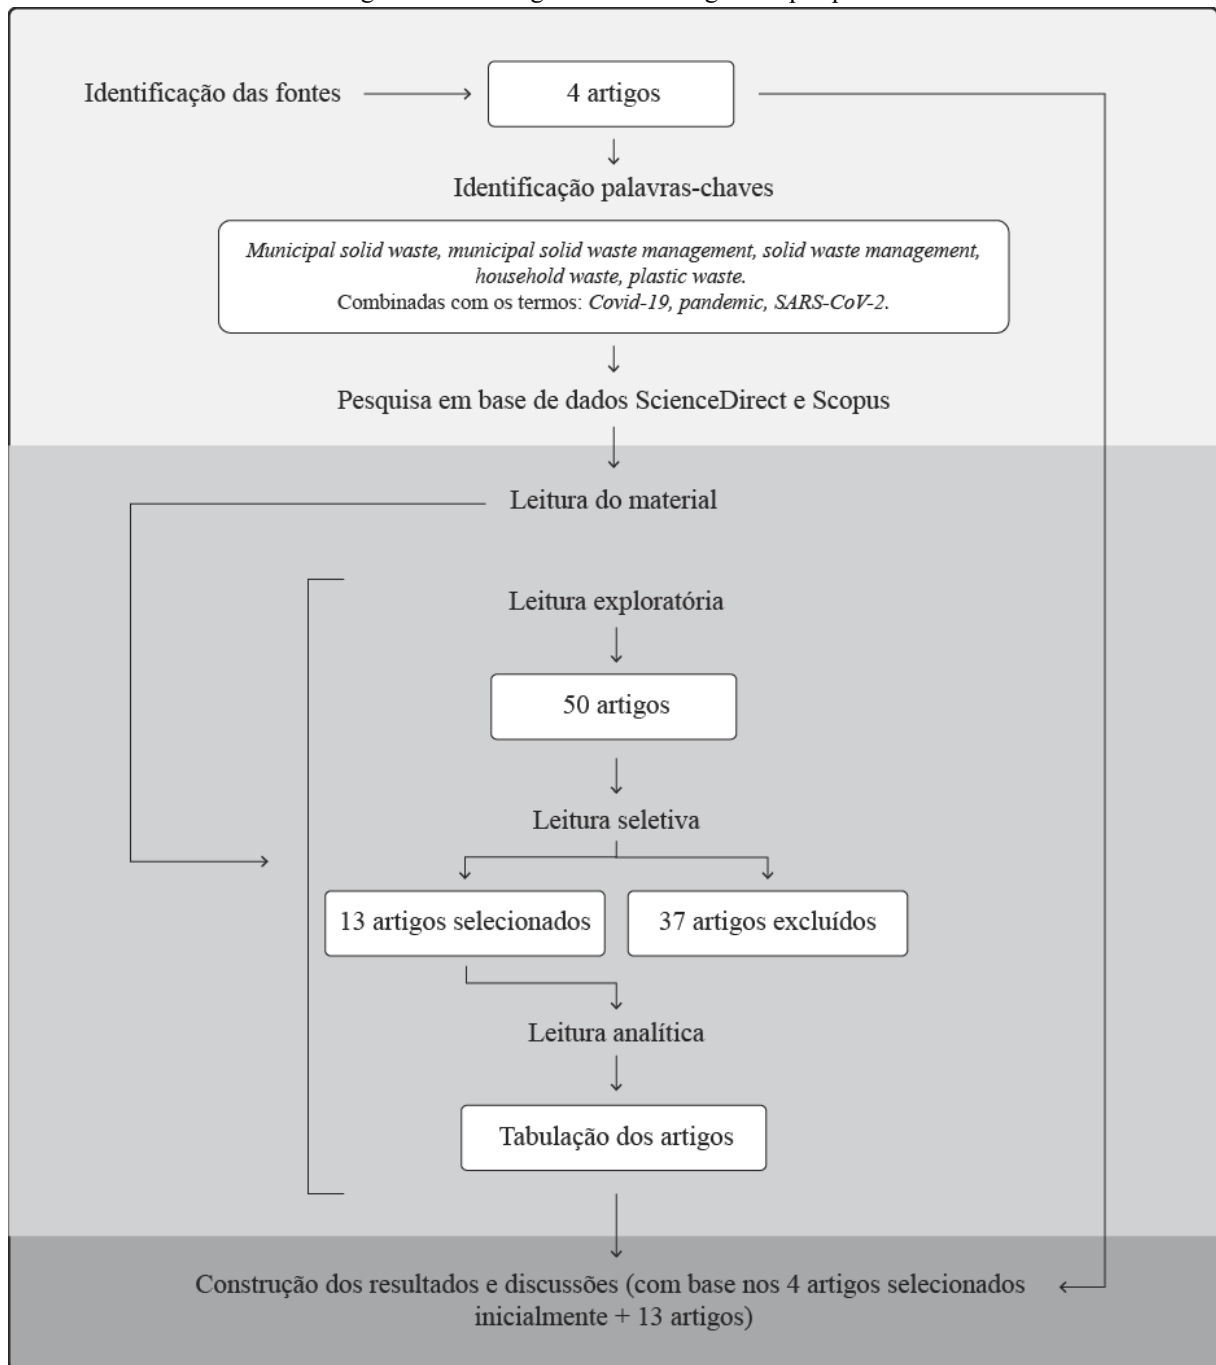 Identificação das fontes
4 artigos
Identificação palavras-chaves
Municipal solid waste, municipal solid waste management, solid waste management,
household waste, plastic waste.
Combinadas com os termos: Covid-19, pandemic, SARS-CoV-2.
Pesquisa em base de dados ScienceDirect e Scopus
Leitura do material
Leitura exploratória
50 artigos
Leitura seletiva
13 artigos selecionados
37 artigos excluídos
Leitura analítica
Tabulação dos artigos
Construção dos resultados e discussões (com base nos 4 artigos selecionados
inicialmente + 13 artigos)